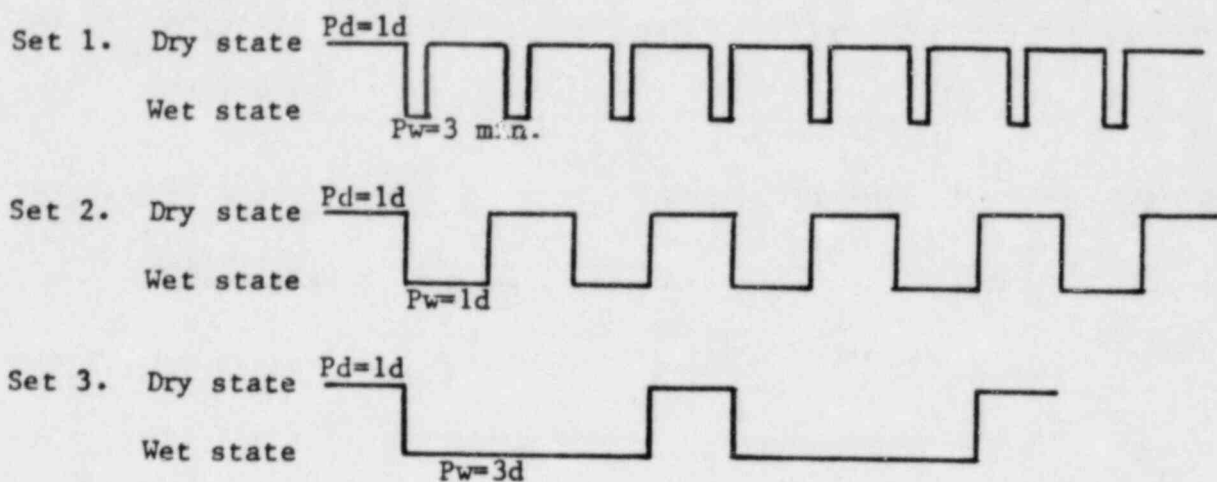 Set 1. Dry state Pd=1d
Wet state
Pw=3 min.
Set 2. Dry state Pd=1d
Wet state
Pw=1d
Set 3. Dry state Pd=1d
Wet state
Pw=3d